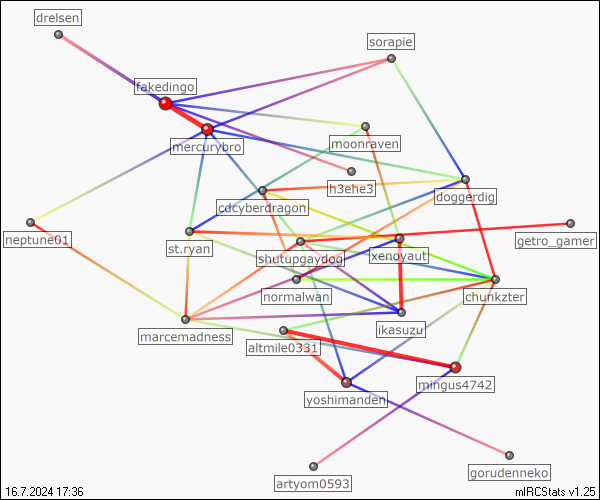 drelsen
sorapie
fakedingo
mercurybro
moonraven
h3ehe3
doggerdig
cdcyberdragon
neptune01
st.ryan
shutupgaydog
xenoyaut
getro_gamer
normalwan
chunkzter
marcemadness
ikasuzu
altmile0331
mingus4742
yoshimanden
artyom0593
gorudenneko
16.7.2024 17:36
mIRCStats v1.25